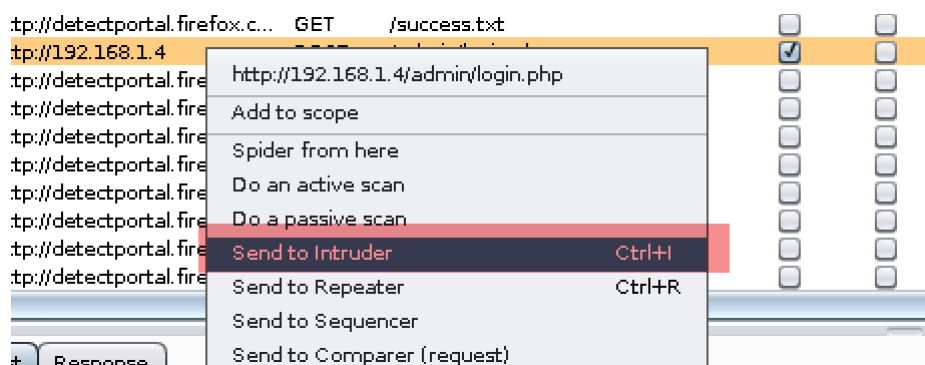 tp://detectportal.firefox.c... GET /success.txt
tp://192.168.1.4
http://192.168.1.4/admin/login.php
tp://detectportal.fire
Add to scope
tp://detectportal.fire
Spider from here
tp://detectportal.fire
Do an active scan
tp://detectportal.fire
tp://detectportal.fire
Do a passive scan
tp://detectportal.fire
Send to Intruder Ctrl+I
tp://detectportal.fire
tp://detectportal.fire
Send to Repeater Ctrl+R
Send to Sequencer
Send to Comparer (request)
t Response